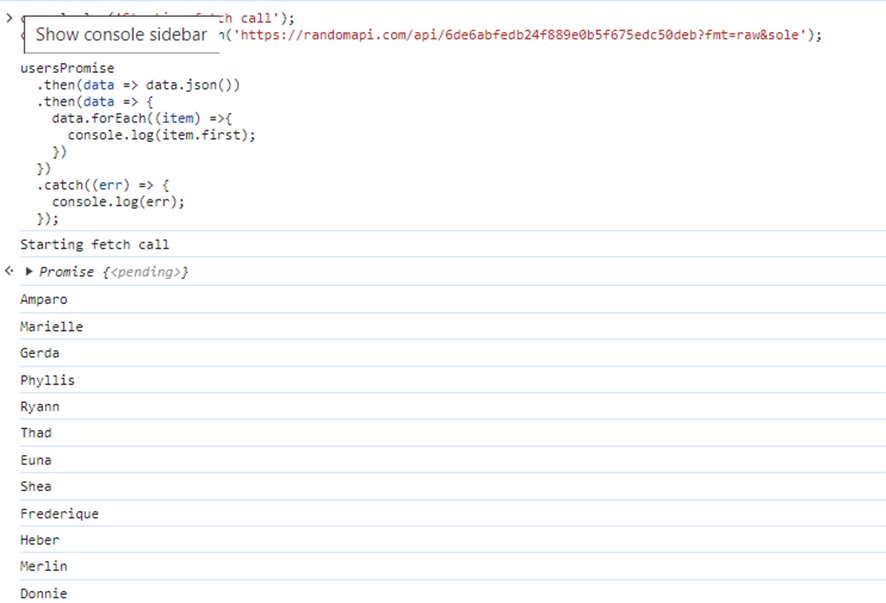 fetch call');
Show console sidebar
('https://randomapi.com/api/6de6abfedb24f889e0b5f675edc50deb?fmt=raw&sole');
usersPromise
.then(data => data.json())
.then(data => {
data.forEach((item) =>{
console.log(item.first);
})
})
.catch((err) => {
console.log(err);
});
Starting fetch call
Promise {<pending>}
Amparo
Marielle
Gerda
Phyllis
Ryann
Thad
Euna
Shea
Frederique
Heber
Merlin
Donnie